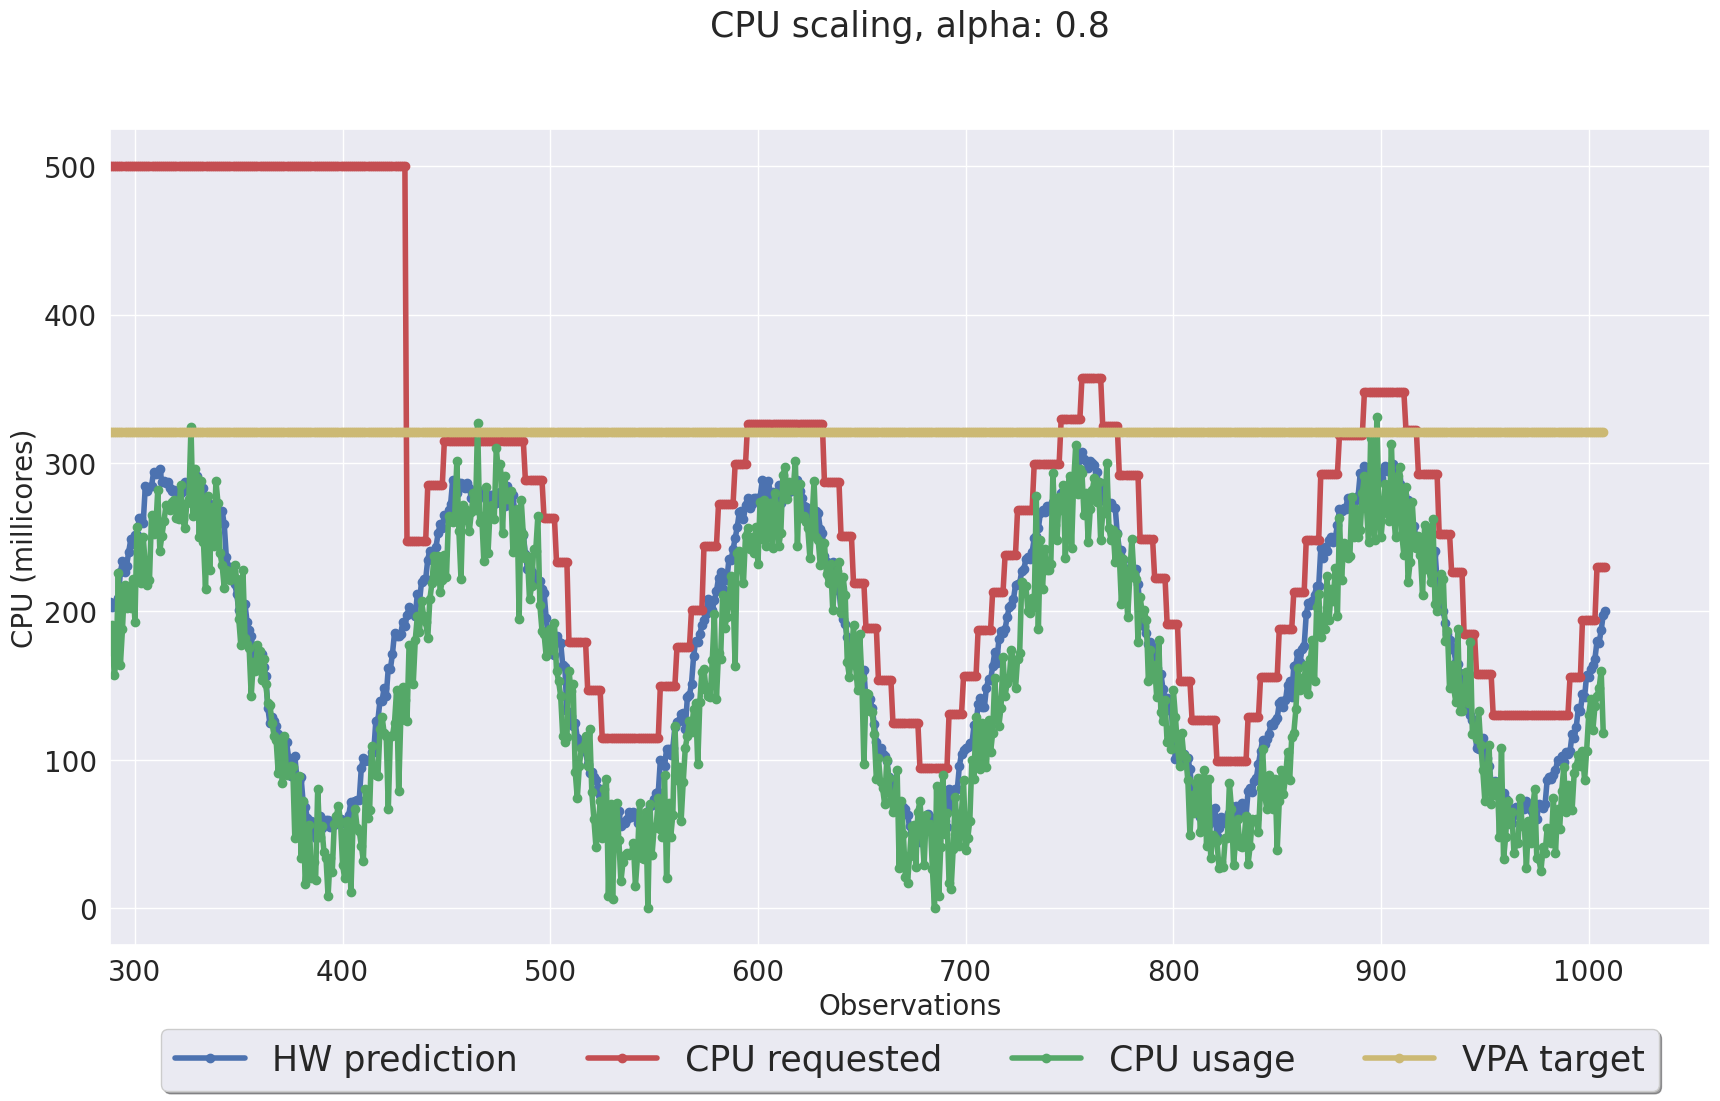 CPU scaling, alpha: 0.8
CPU (millicores)
500
400
300
200
100
0
300 400 500 600 700 800 900 1000
Observations
HW prediction CPU requested CPU usage VPA target